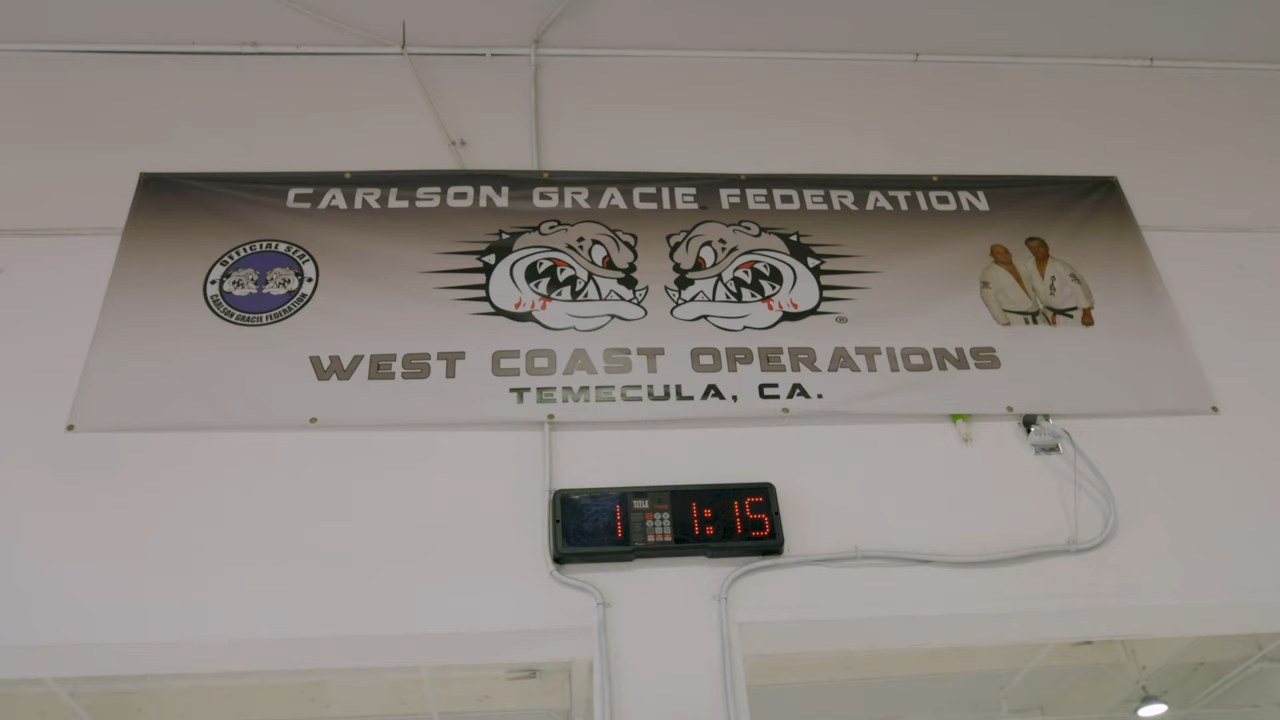 CARLSON GRACIE FEDERATION
OFFICIAL SEAL
CARLSON GRACIE FEDERATION
®
WEST COAST OPERATIONS
TEMECULA, CA.
TITLE
1 1:15